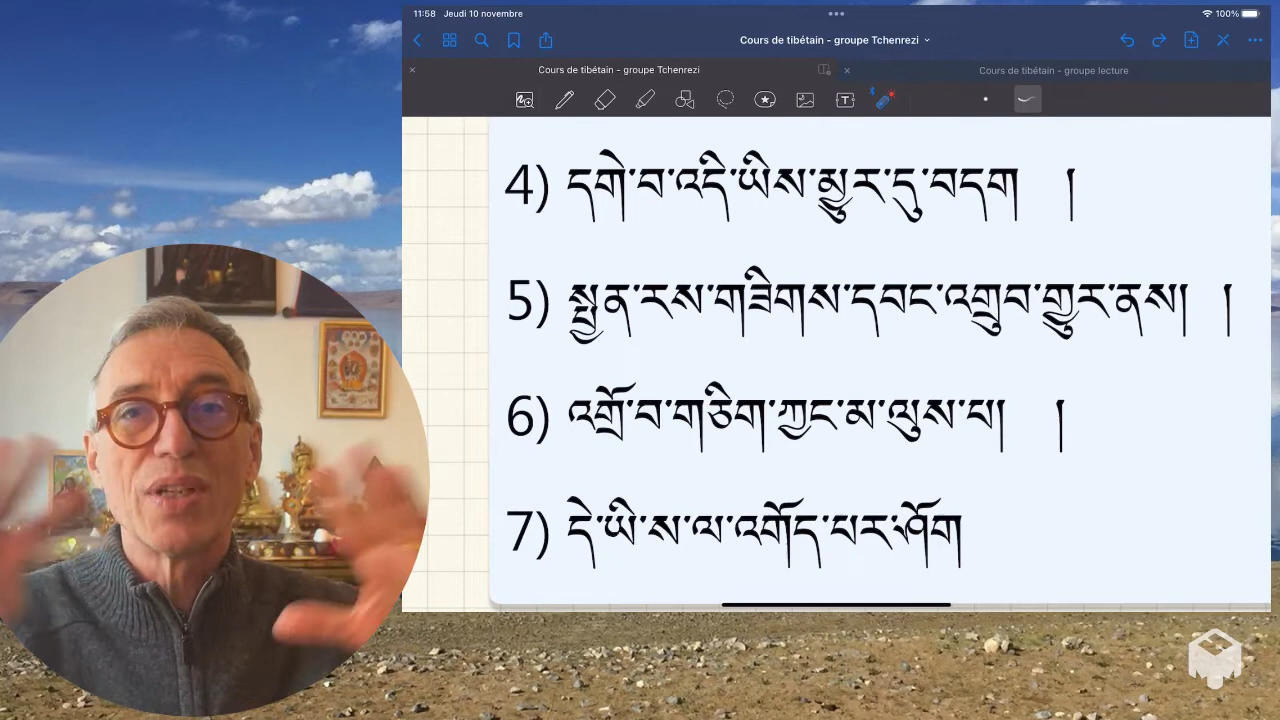 11:58 Jeudi 10 novembre
100%
Cours de tibétain - groupe Tchenrezi
Cours de tibétain - groupe Tchenrezi
Cours de tibétain - groupe lecture
4) དགེ་བ་འདི་ཡིས་མྱུར་དུ་བདག །
5) སྤྱན་རས་གཟིགས་དབང་འགྲུབ་གྱུར་ནས། །
6) འགྲོ་བ་གཅིག་ཀྱང་མ་ལུས་པ། །
7) དེ་ཡི་ས་ལ་འགོད་པར་ཤོག